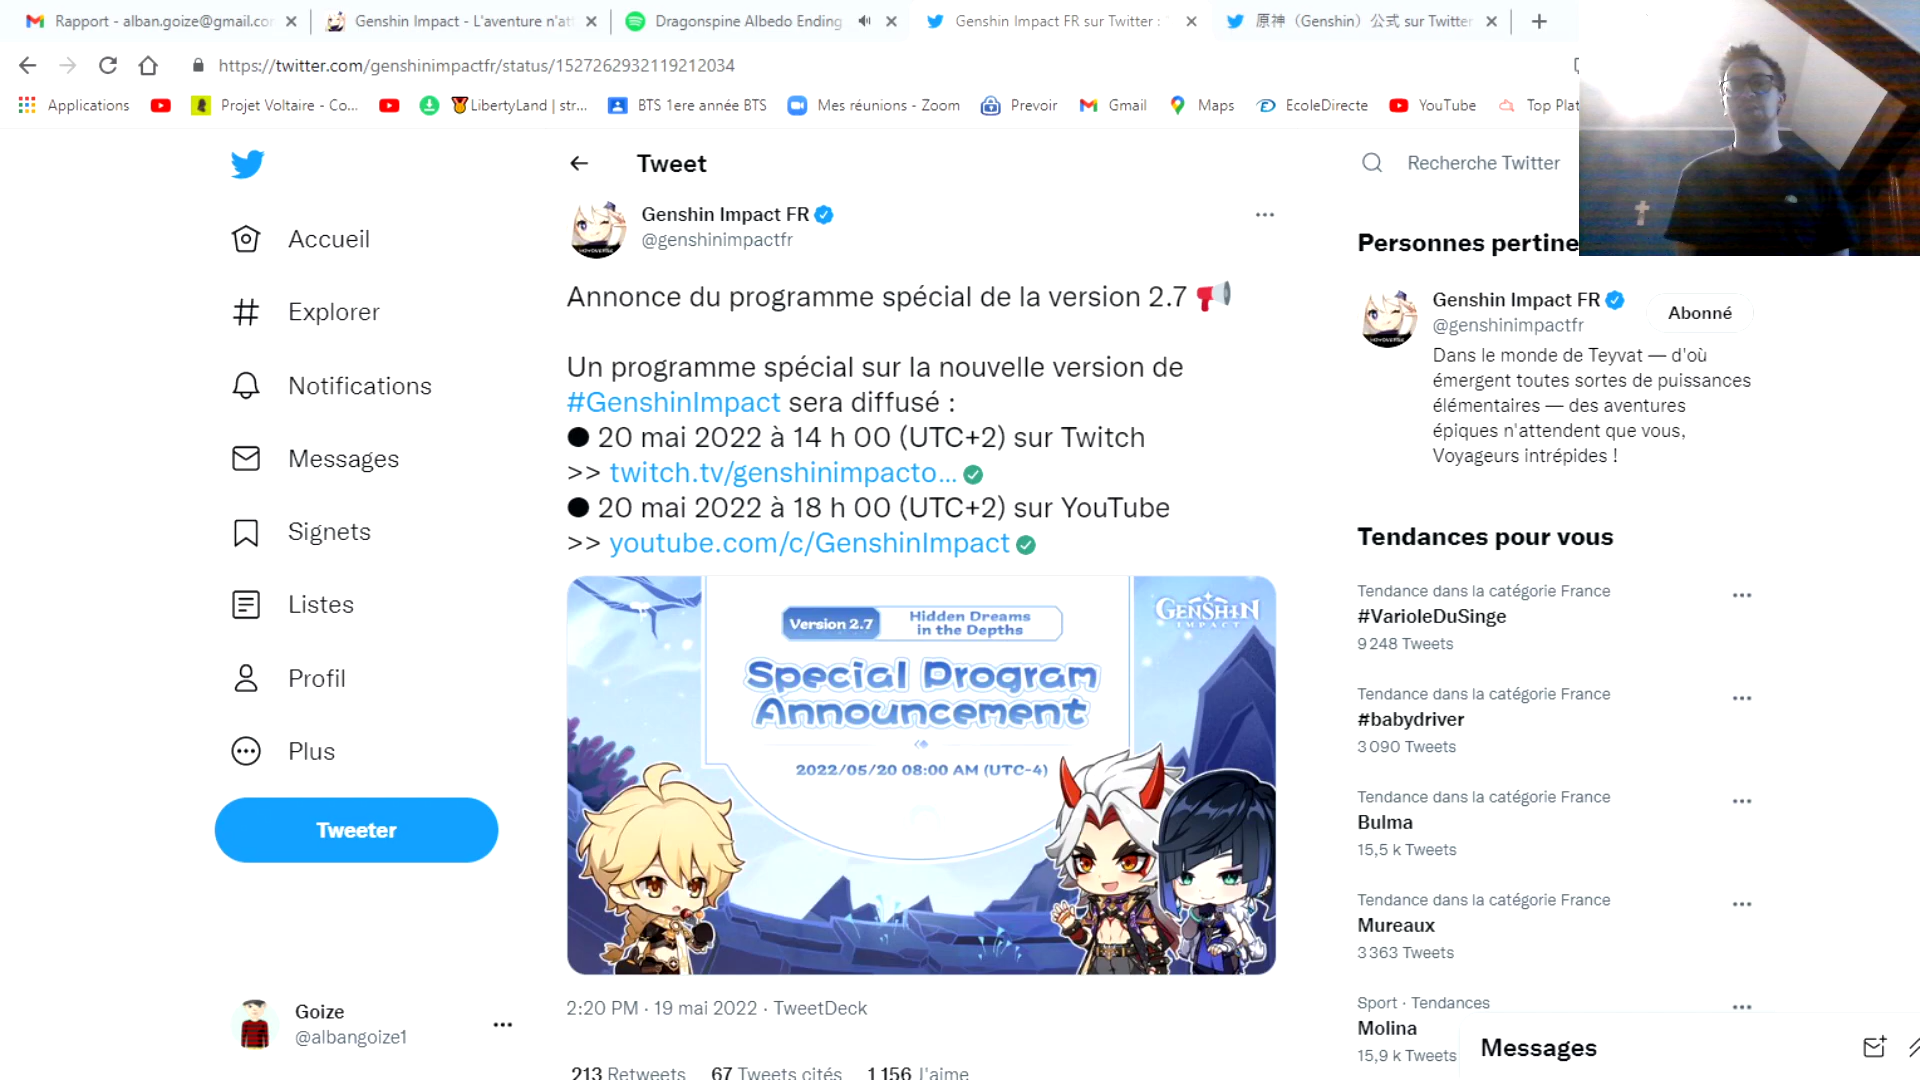 Rapport - alban.goize@gmail.con
Genshin Impact - L'aventure n'att
Dragonspine Albedo Ending
Genshin Impact FR sur Twitter :
原神（Genshin）公式 sur Twitter
https://twitter.com/genshinimpactfr/status/1527262932119212034
Applications
Projet Voltaire - Co...
LibertyLand | str...
BTS 1ere année BTS
Mes réunions - Zoom
Prevoir
Gmail
Maps
EcoleDirecte
YouTube
Top Plat
Accueil
Explorer
Notifications
Messages
Signets
Listes
Profil
Plus
Tweeter
Goize
@albangoize1
Tweet
Genshin Impact FR
@genshinimpactfr
Annonce du programme spécial de la version 2.7
Un programme spécial sur la nouvelle version de
#GenshinImpact sera diffusé :
● 20 mai 2022 à 14 h 00 (UTC+2) sur Twitch
>> twitch.tv/genshinimpacto...
● 20 mai 2022 à 18 h 00 (UTC+2) sur YouTube
>> youtube.com/c/GenshinImpact
Version 2.7
Hidden Dreams
in the Depths
GENSHIN
IMPACT
Special Program
Announcement
2022/05/20 08:00 AM (UTC-4)
2:20 PM · 19 mai 2022 · TweetDeck
213 Retweets 67 Tweets cités 1 156 J'aime
Recherche Twitter
Personnes pertine
Genshin Impact FR
@genshinimpactfr
Abonné
Dans le monde de Teyvat — d'où
émergent toutes sortes de puissances
élémentaires — des aventures
épiques n'attendent que vous,
Voyageurs intrépides !
Tendances pour vous
Tendance dans la catégorie France
#VarioleDuSinge
9 248 Tweets
Tendance dans la catégorie France
#babydriver
3 090 Tweets
Tendance dans la catégorie France
Bulma
15,5 k Tweets
Tendance dans la catégorie France
Mureaux
3 363 Tweets
Sport · Tendances
Molina
15,9 k Tweets
Messages